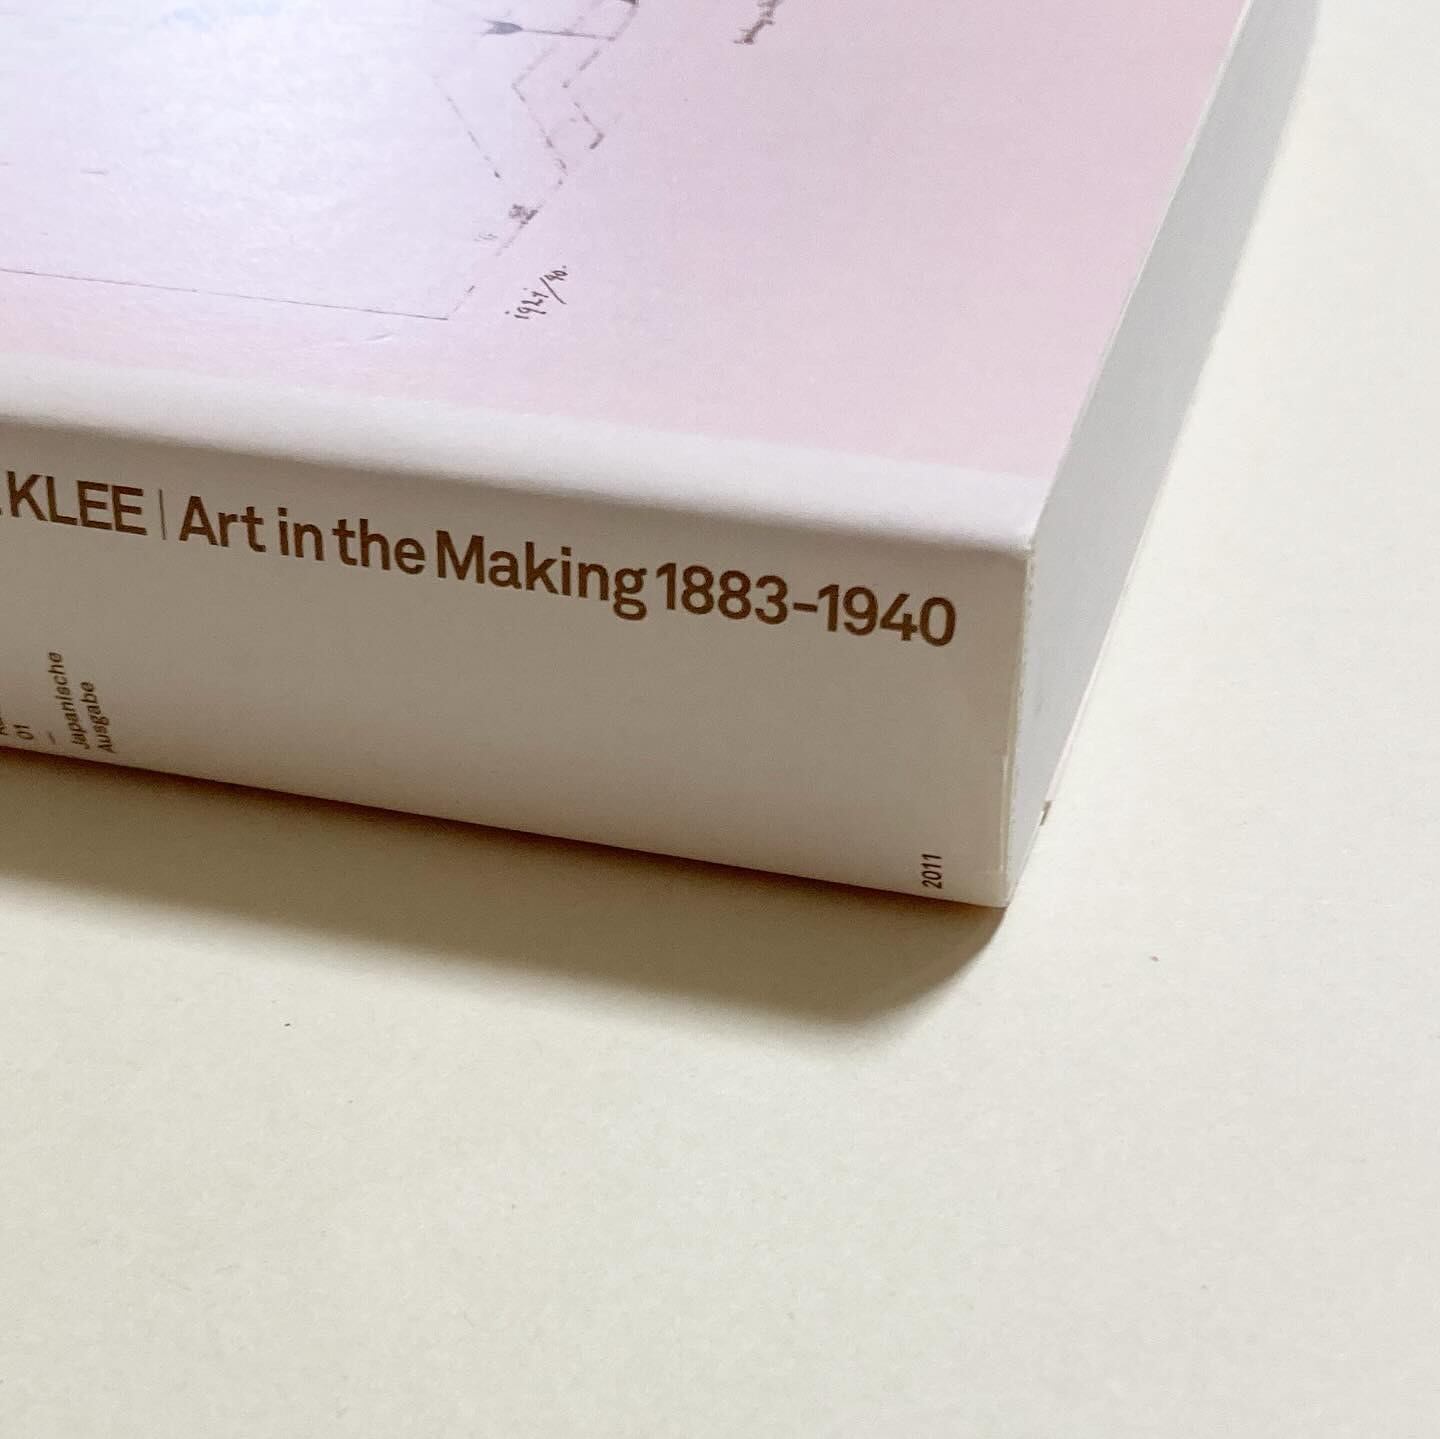 KLEE | Art in the Making 1883–1940
01
–
Japanische
Ausgabe
2011